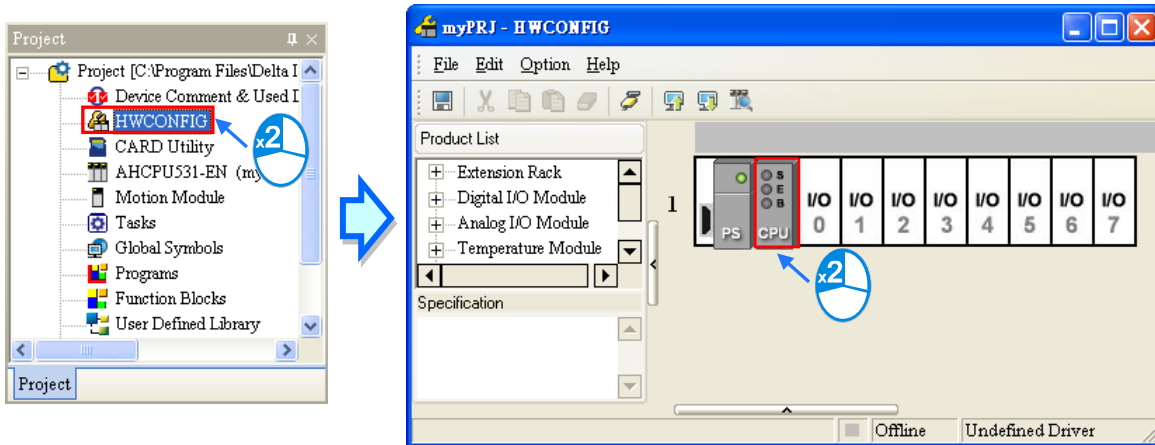 Project
Project [C:\Program Files\Delta I
Device Comment & Used I
HWCONFIG
x2
CARD Utility
AHCPU531-EN (my
Motion Module
Tasks
Global Symbols
Programs
Function Blocks
User Defined Library
Project
myPRJ - HWCONFIG
File Edit Option Help
Product List
Extension Rack
Digital I/O Module
Analog I/O Module
Temperature Module
Specification
1
PS
S
E
B
CPU
I/O I/O I/O I/O I/O I/O I/O I/O
0 1 2 3 4 5 6 7
x2
Offline Undefined Driver